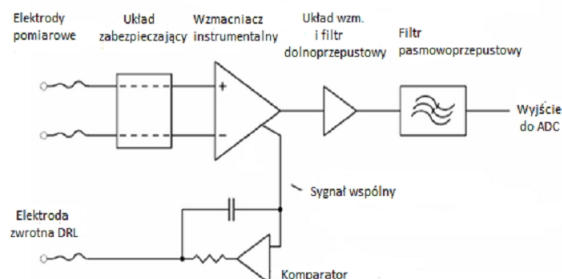 Elektrody
pomiarowe
Układ
zabezpieczający
Wzmacniacz
instrumentalny
Układ wzm.
i filtr
dolnoprzepustowy
Filtr
pasmowoprzepustowy
+
−
Wyjście
do ADC
Sygnał wspólny
Elektroda
zwrotna DRL
Komparator